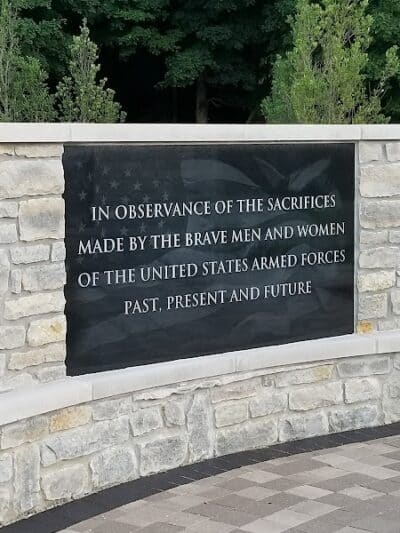 IN OBSERVANCE OF THE SACRIFICES
MADE BY THE BRAVE MEN AND WOMEN
OF THE UNITED STATES ARMED FORCES
PAST, PRESENT AND FUTURE